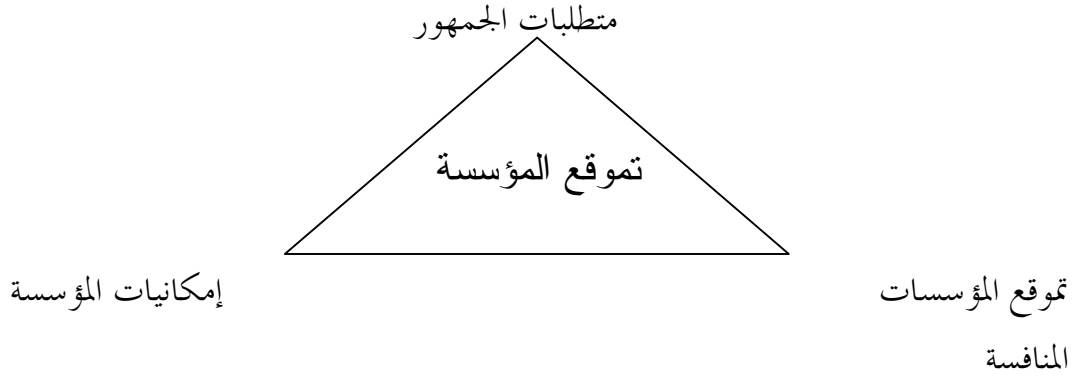 متطلبات الجمهور
تموقع المؤسسة
تموقع المؤسسات
المنافسة
إمكانيات المؤسسة